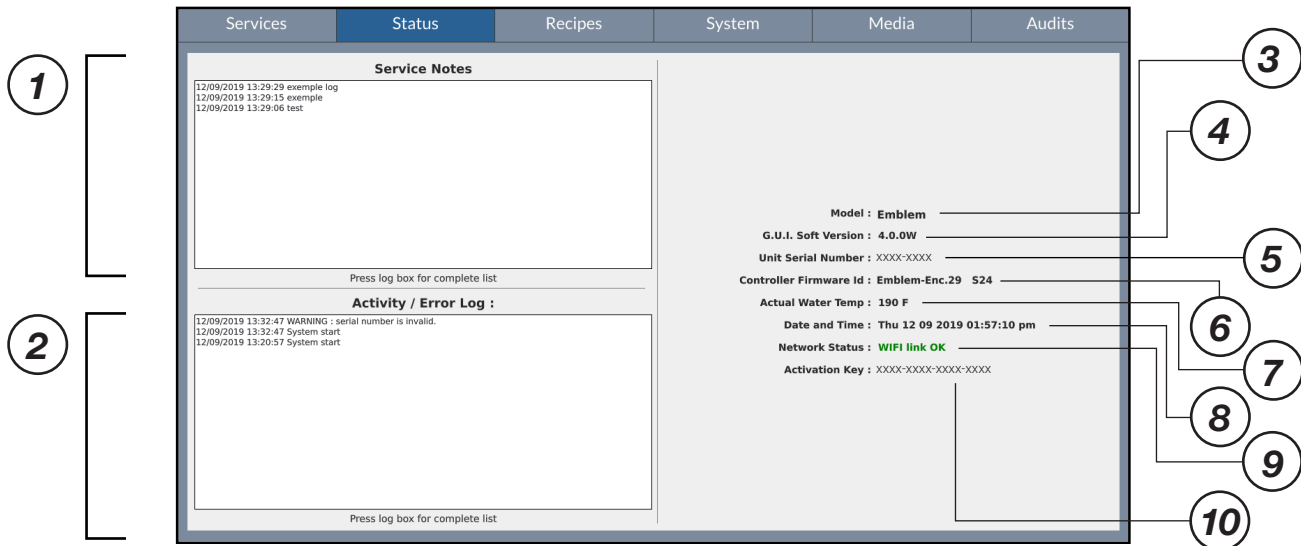 Services Status Recipes System Media Audits
1
Service Notes
12/09/2019 13:29:29 exemple log
12/09/2019 13:29:15 exemple
12/09/2019 13:29:06 test
Press log box for complete list
2
Activity / Error Log :
12/09/2019 13:32:47 WARNING : serial number is invalid.
12/09/2019 13:32:47 System start
12/09/2019 13:20:57 System start
Press log box for complete list
Model : Emblem
G.U.I. Soft Version : 4.0.0W
Unit Serial Number : XXXX-XXXX
Controller Firmware Id : Emblem-Enc.29 S24
Actual Water Temp : 190 F
Date and Time : Thu 12 09 2019 01:57:10 pm
Network Status : WIFI link OK
Activation Key : XXXX-XXXX-XXXX-XXXX
3
4
5
6
7
8
9
10